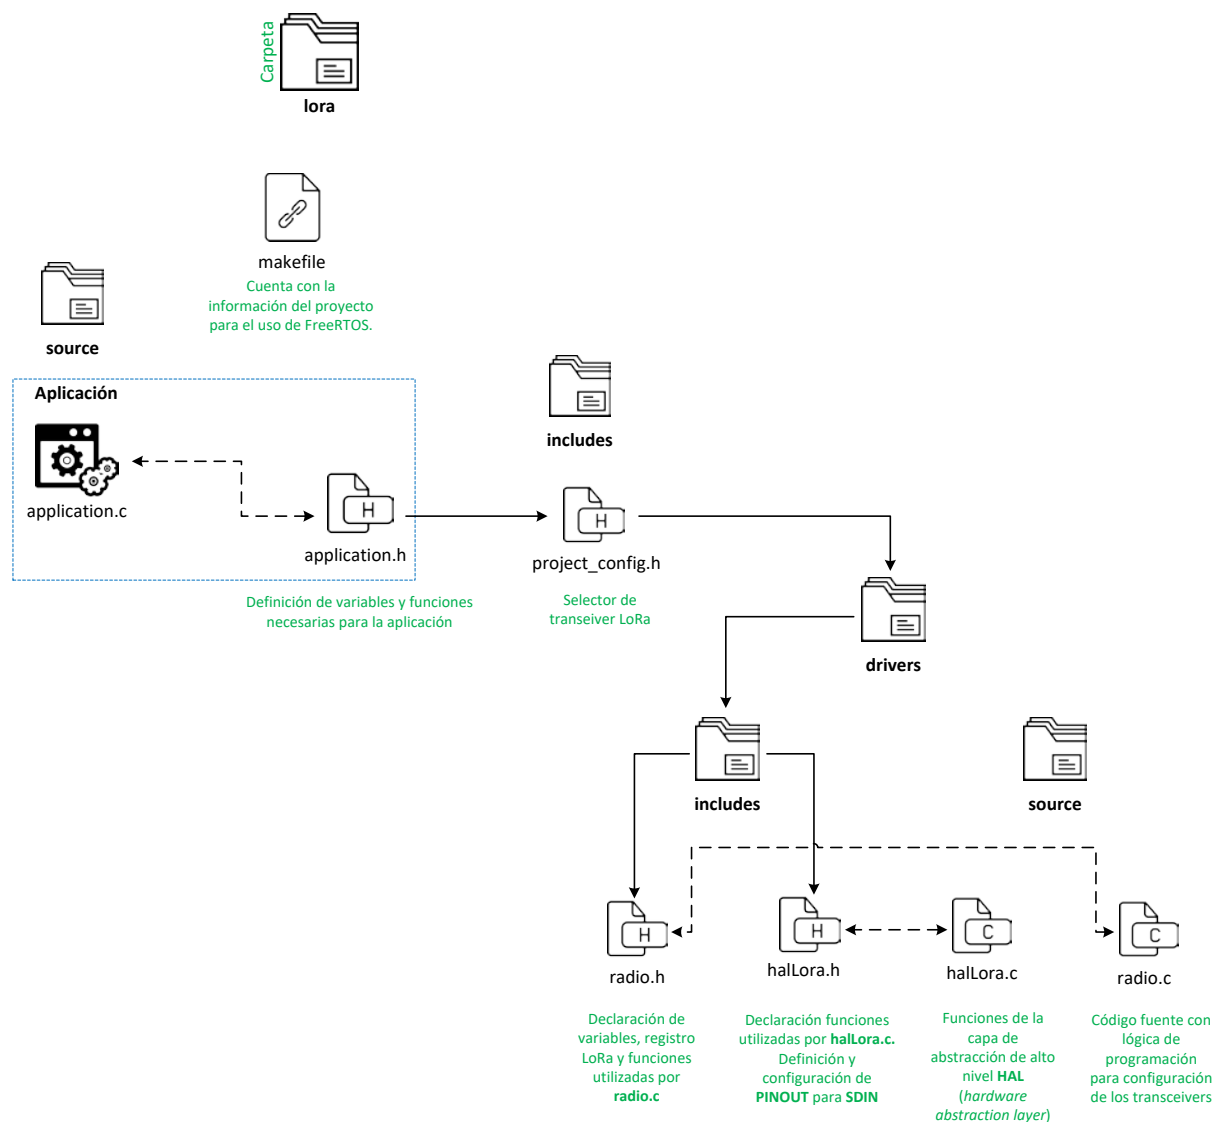 Carpeta
lora
makefile
Cuenta con la
información del proyecto
para el uso de FreeRTOS.
source
Aplicación
application.c
H
application.h
Definición de variables y funciones
necesarias para la aplicación
includes
H
project_config.h
Selector de
transeiver LoRa
drivers
includes
source
H
radio.h
Declaración de
variables, registro
LoRa y funciones
utilizadas por
radio.c
H
halLora.h
Declaración funciones
utilizadas por halLora.c.
Definición y
configuración de
PINOUT para SDIN
C
halLora.c
Funciones de la
capa de
abstracción de alto
nivel HAL
(hardware
abstraction layer)
C
radio.c
Código fuente con
lógica de
programación
para configuración
de los transceivers